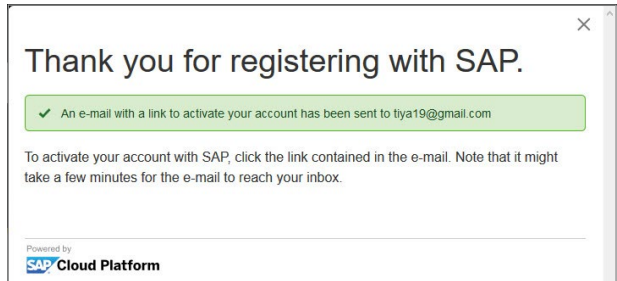 Thank you for registering with SAP.
An e-mail with a link to activate your account has been sent to tiya19@gmail.com
To activate your account with SAP, click the link contained in the e-mail. Note that it might
take a few minutes for the e-mail to reach your inbox.
Powered by
SAP Cloud Platform